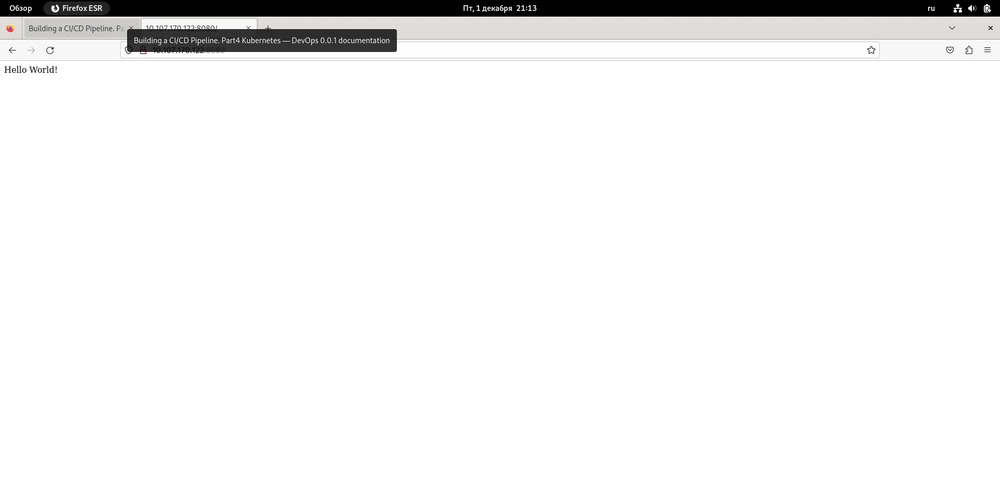 Обзор Firefox ESR Пт, 1 декабря 21:13 ru
Building a CI/CD Pipeline. Pa 10.107.170.122:8080/
Building a CI/CD Pipeline. Part4 Kubernetes — DevOps 0.0.1 documentation
10.107.170.122:8080
Hello World!